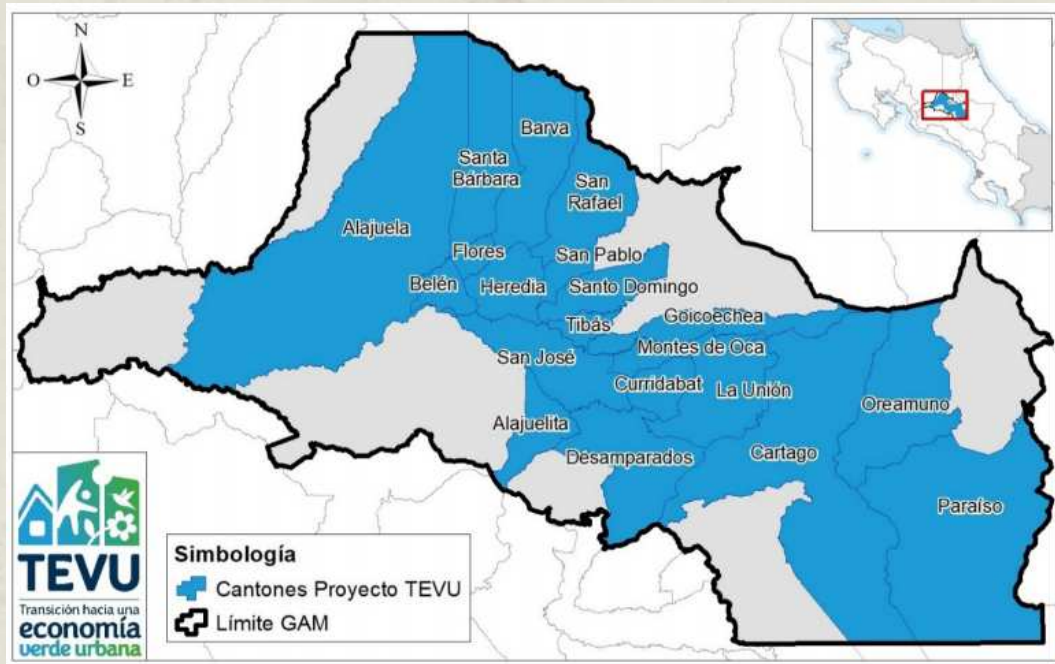 N
O
E
S
Barva
Santa
Bárbara
San
Rafael
Alajuela
Flores
San Pablo
Belén
Heredia
Santo Domingo
Tibás
Goicoechea
San José
Montes de Oca
Curridabat
La Unión
Oreamuno
Alajuelita
Desamparados
Cartago
Paraíso
TEVU
Transición hacia una
economía
verde urbana
Simbología
Cantones Proyecto TEVU
Límite GAM